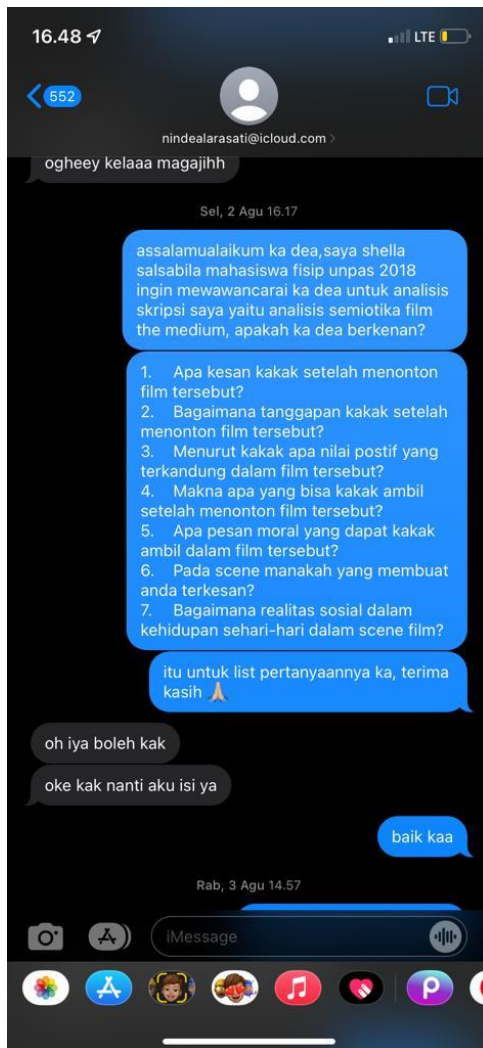 16.48
LTE
552
nindealarasati@icloud.com
ogheey kelaaa magajihh
Sel, 2 Agu 16.17
assalamualaikum ka dea,saya shella
salsabila mahasiswa fisip unpas 2018
ingin mewawancarai ka dea untuk analisis
skripsi saya yaitu analisis semiotika film
the medium, apakah ka dea berkenan?
1. Apa kesan kakak setelah menonton
film tersebut?
2. Bagaimana tanggapan kakak setelah
menonton film tersebut?
3. Menurut kakak apa nilai postif yang
terkandung dalam film tersebut?
4. Makna apa yang bisa kakak ambil
setelah menonton film tersebut?
5. Apa pesan moral yang dapat kakak
ambil dalam film tersebut?
6. Pada scene manakah yang membuat
anda terkesan?
7. Bagaimana realitas sosial dalam
kehidupan sehari-hari dalam scene film?
itu untuk list pertanyaannya ka, terima
kasih 🙏🏼
oh iya boleh kak
oke kak nanti aku isi ya
baik kaa
Rab, 3 Agu 14.57
iMessage